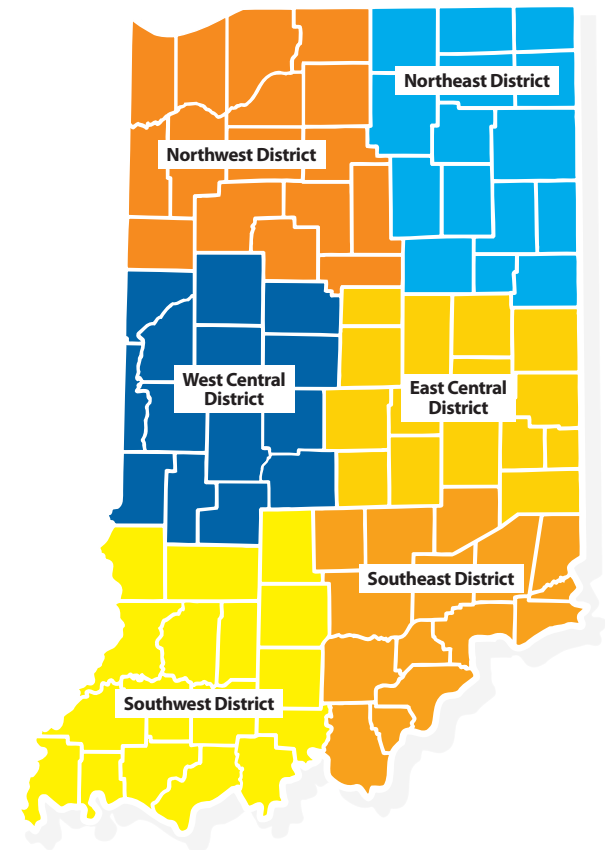 Northeast District
Northwest District
West Central
District
East Central
District
Southeast District
Southwest District